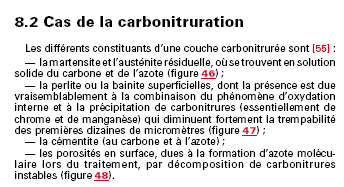 8.2 Cas de la carbonitruration
Les différents constituants d'une couche carbonitrurée sont [55] :
— la martensite et l'austénite résiduelle, où se trouvent en solution
solide du carbone et de l'azote (figure 46) ;
— la perlite ou la bainite superficielles, dont la présence est due
vraisemblablement à la combinaison du phénomène d'oxydation
interne et à la précipitation de carbonitrures (essentiellement de
chrome et de manganèse) qui diminuent fortement la trempabilité
des premières dizaines de micromètres (figure 47) ;
— la cémentite (au carbone et à l'azote) ;
— les porosités en surface, dues à la formation d'azote molécu-
laire lors du traitement, par décomposition de carbonitrures
instables (figure 48).